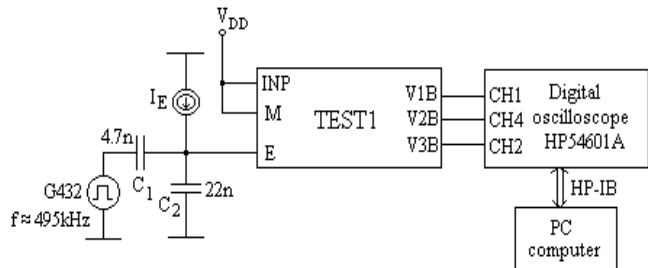 VDD
INP
M
E
TEST1
V1B
V2B
V3B
CH1
CH4
CH2
Digital
oscilloscope
HP54601A
IE
4.7n
C1
C2
22n
G432
f≈495kHz
HP-IB
PC
computer